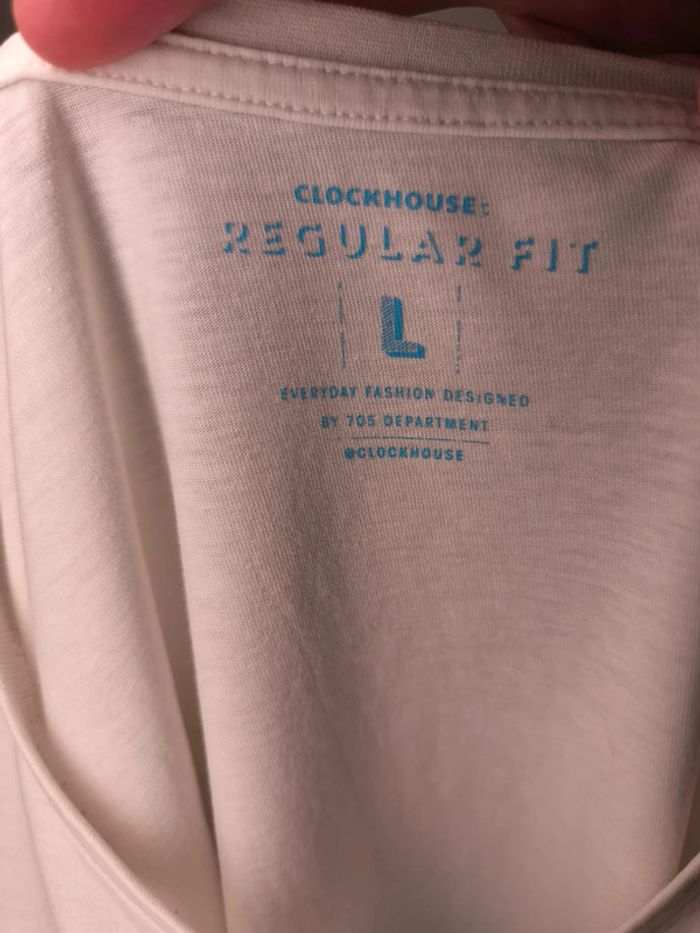 CLOCKHOUSE
REGULAR FIT
L
EVERYDAY FASHION DESIGNED
BY 705 DEPARTMENT
@CLOCKHOUSE